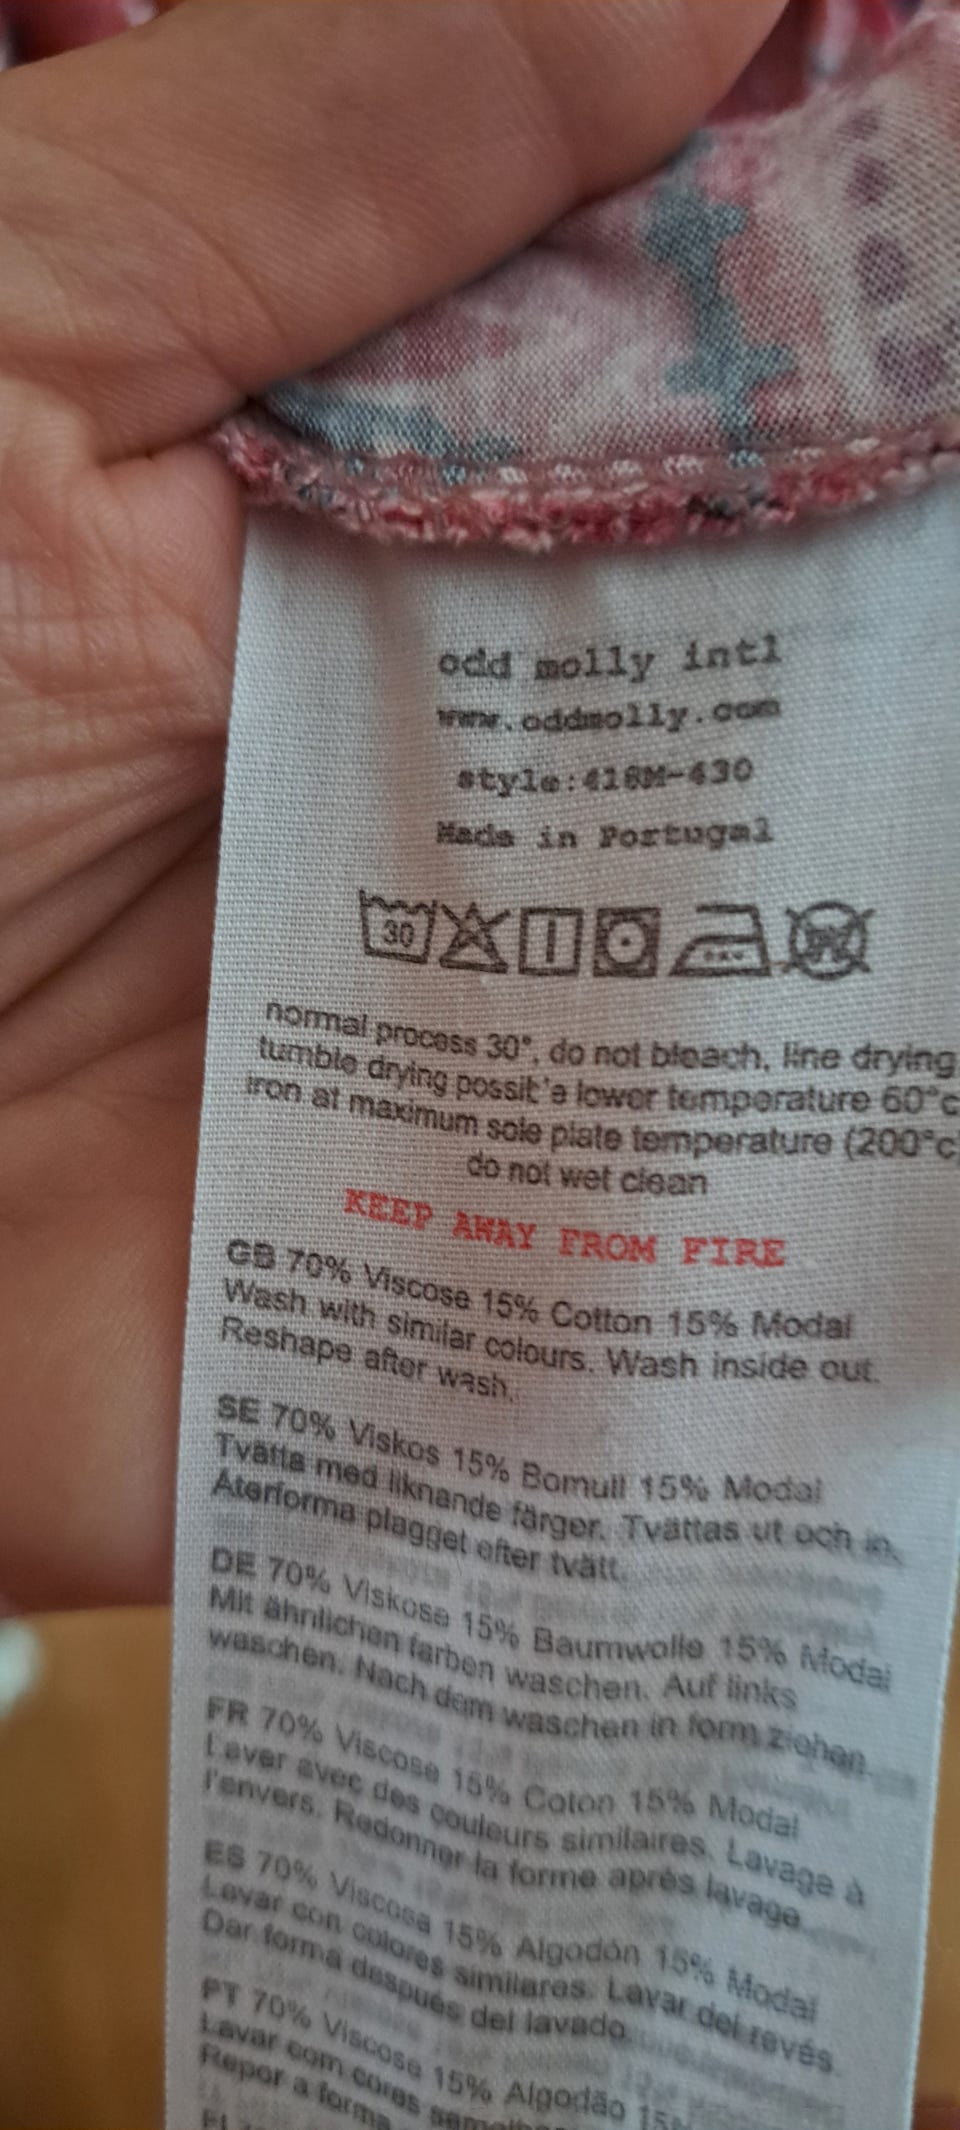 odd molly intl
www.oddmolly.com
style:418M-430
Made in Portugal
30
normal process 30°, do not bleach, line drying
tumble drying possib'e lower temperature 60°c
iron at maximum sole plate temperature (200°c)
do not wet clean
KEEP AWAY FROM FIRE
GB 70% Viscose 15% Cotton 15% Modal
Wash with similar colours. Wash inside out.
Reshape after wash.
SE 70% Viskos 15% Bomull 15% Modal
Tvätta med liknande färger. Tvättas ut och in.
Återforma plagget efter tvätt.
DE 70% Viskose 15% Baumwolle 15% Modal
Mit ähnlichen farben waschen. Auf links
waschen. Nach dem waschen in form ziehen.
FR 70% Viscose 15% Coton 15% Modal
Laver avec des couleurs similaires. Lavage à
l'envers. Redonner la forme après lavage.
ES 70% Viscosa 15% Algodón 15% Modal
Lavar con colores similares. Lavar del revés.
Dar forma después del lavado.
PT 70% Viscose 15% Algodão 15%
Lavar com cores
Repor a forma